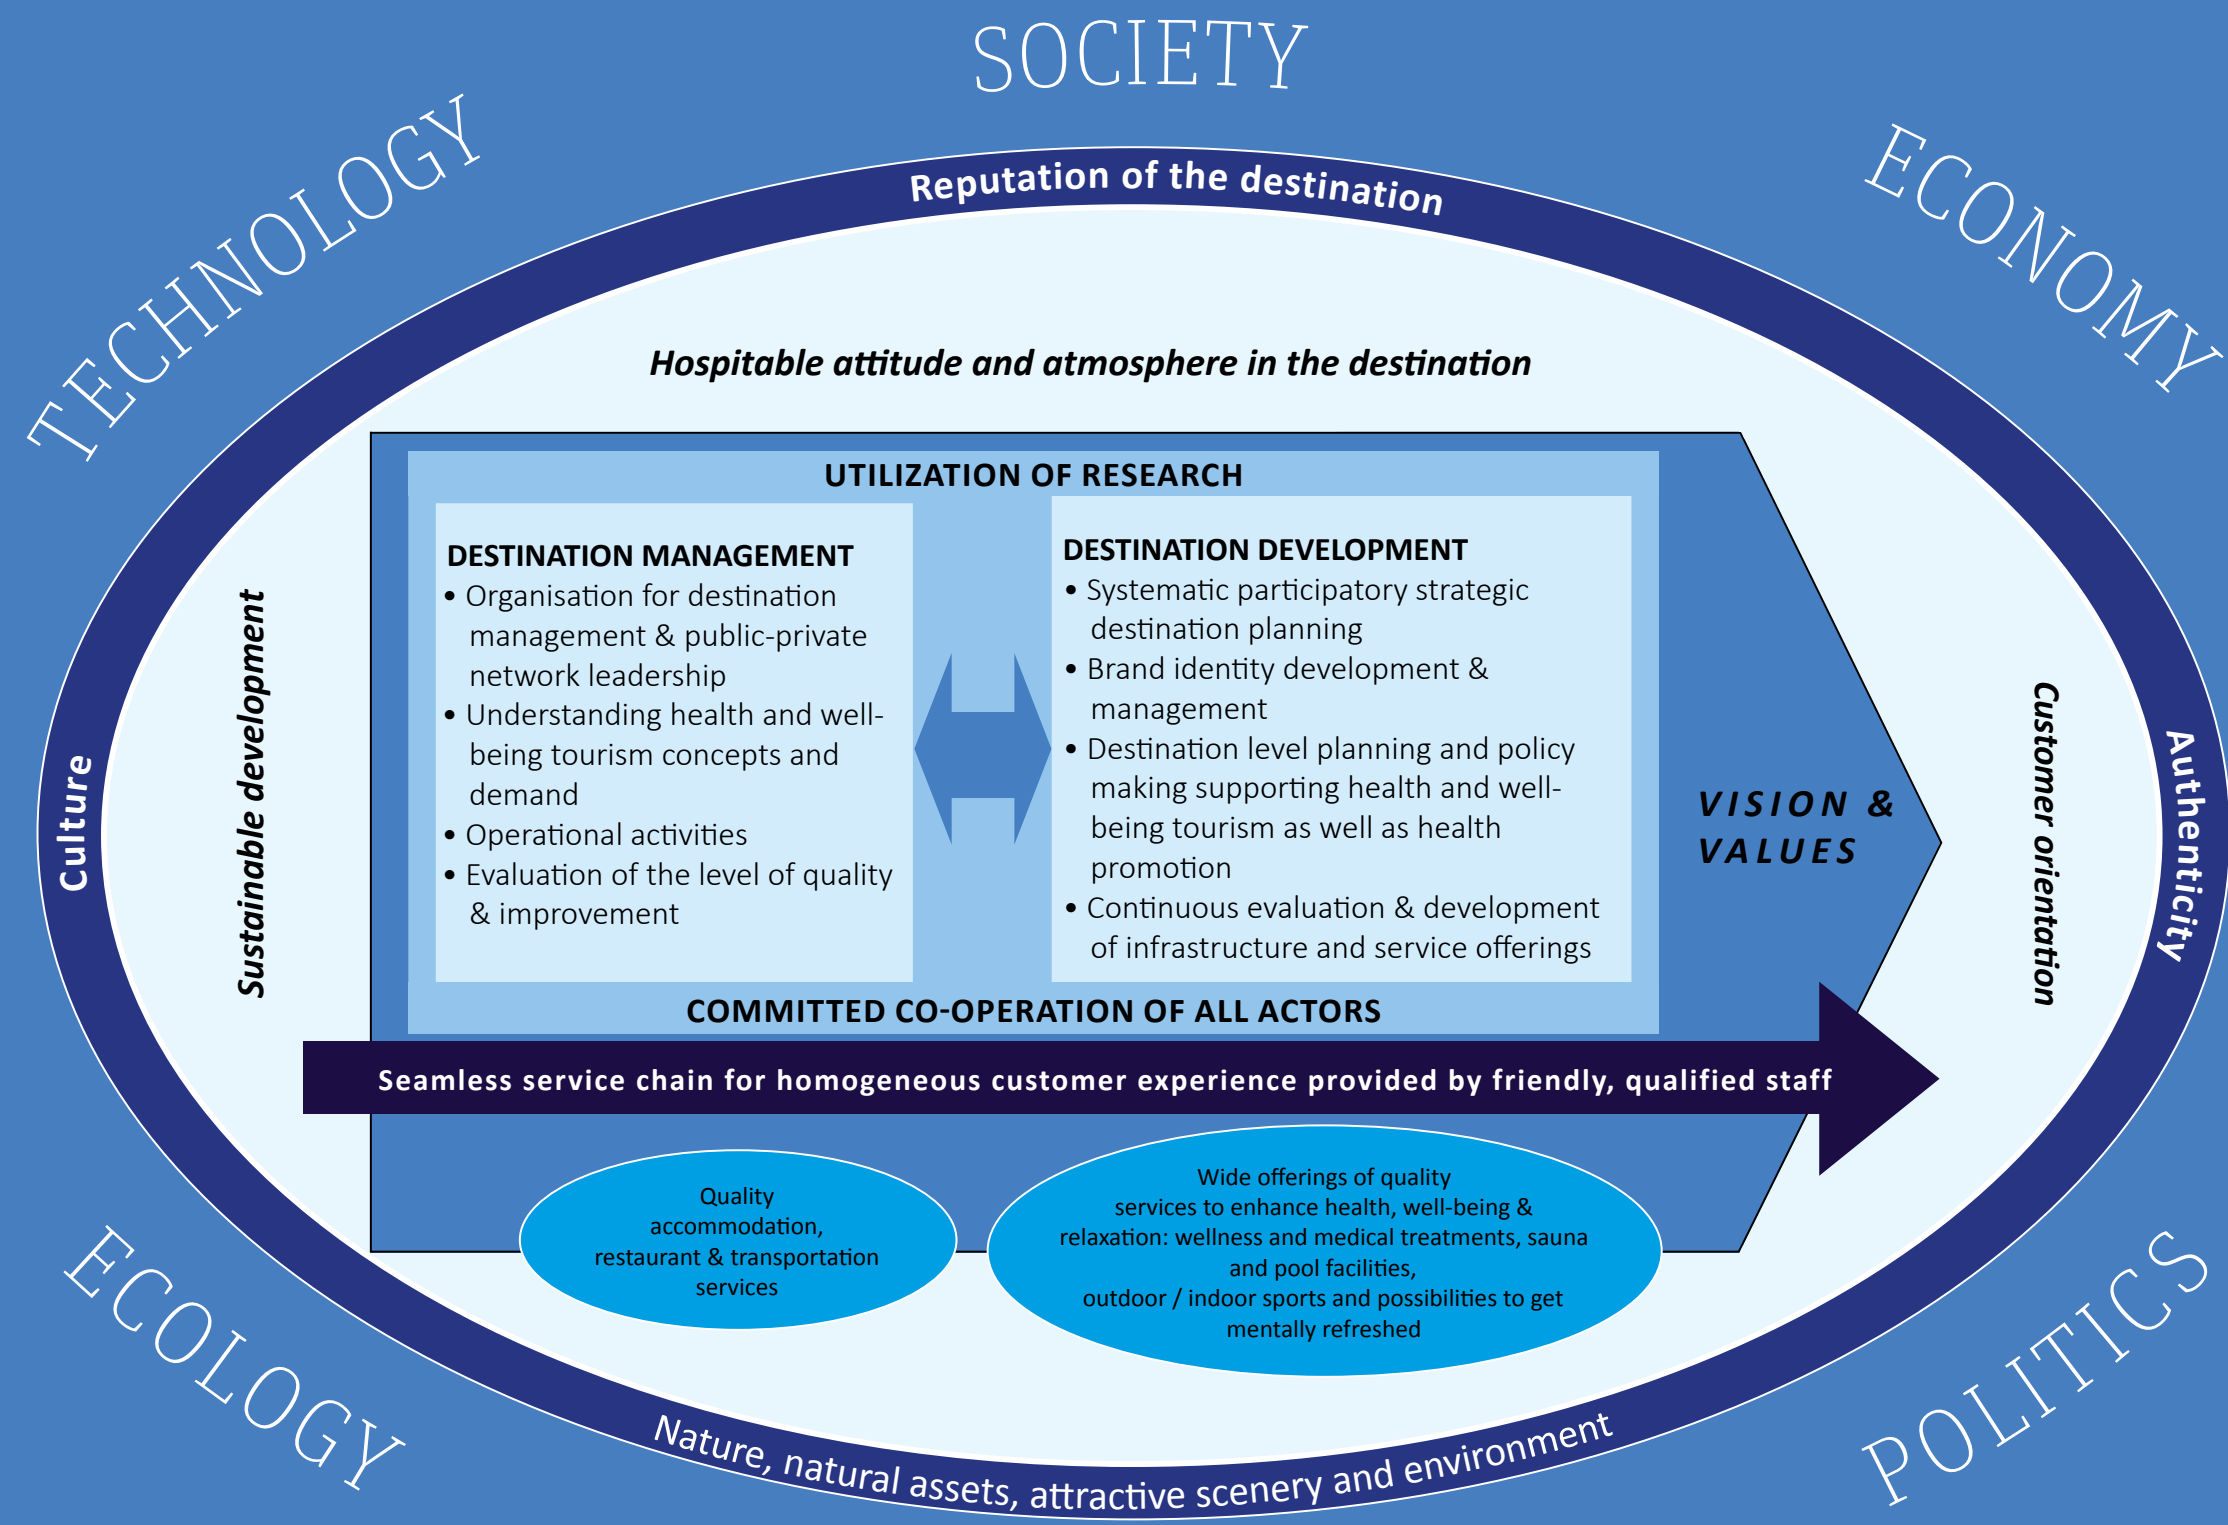 SOCIETY
TECHNOLOGY
ECONOMY
Reputation of the destination
Hospitable attitude and atmosphere in the destination
Culture
Sustainable development
UTILIZATION OF RESEARCH
DESTINATION MANAGEMENT
• Organisation for destination
management & public-private
network leadership
• Understanding health and well-
being tourism concepts and
demand
• Operational activities
• Evaluation of the level of quality
& improvement
DESTINATION DEVELOPMENT
• Systematic participatory strategic
destination planning
• Brand identity development &
management
• Destination level planning and policy
making supporting health and well-
being tourism as well as health
promotion
• Continuous evaluation & development
of infrastructure and service offerings
VISION &
VALUES
Customer orientation
Authenticity
COMMITTED CO-OPERATION OF ALL ACTORS
Seamless service chain for homogeneous customer experience provided by friendly, qualified staff
Quality
accommodation,
restaurant & transportation
services
Wide offerings of quality
services to enhance health, well-being &
relaxation: wellness and medical treatments, sauna
and pool facilities,
outdoor / indoor sports and possibilities to get
mentally refreshed
ECOLOGY
Nature, natural assets, attractive scenery and environment
POLITICS